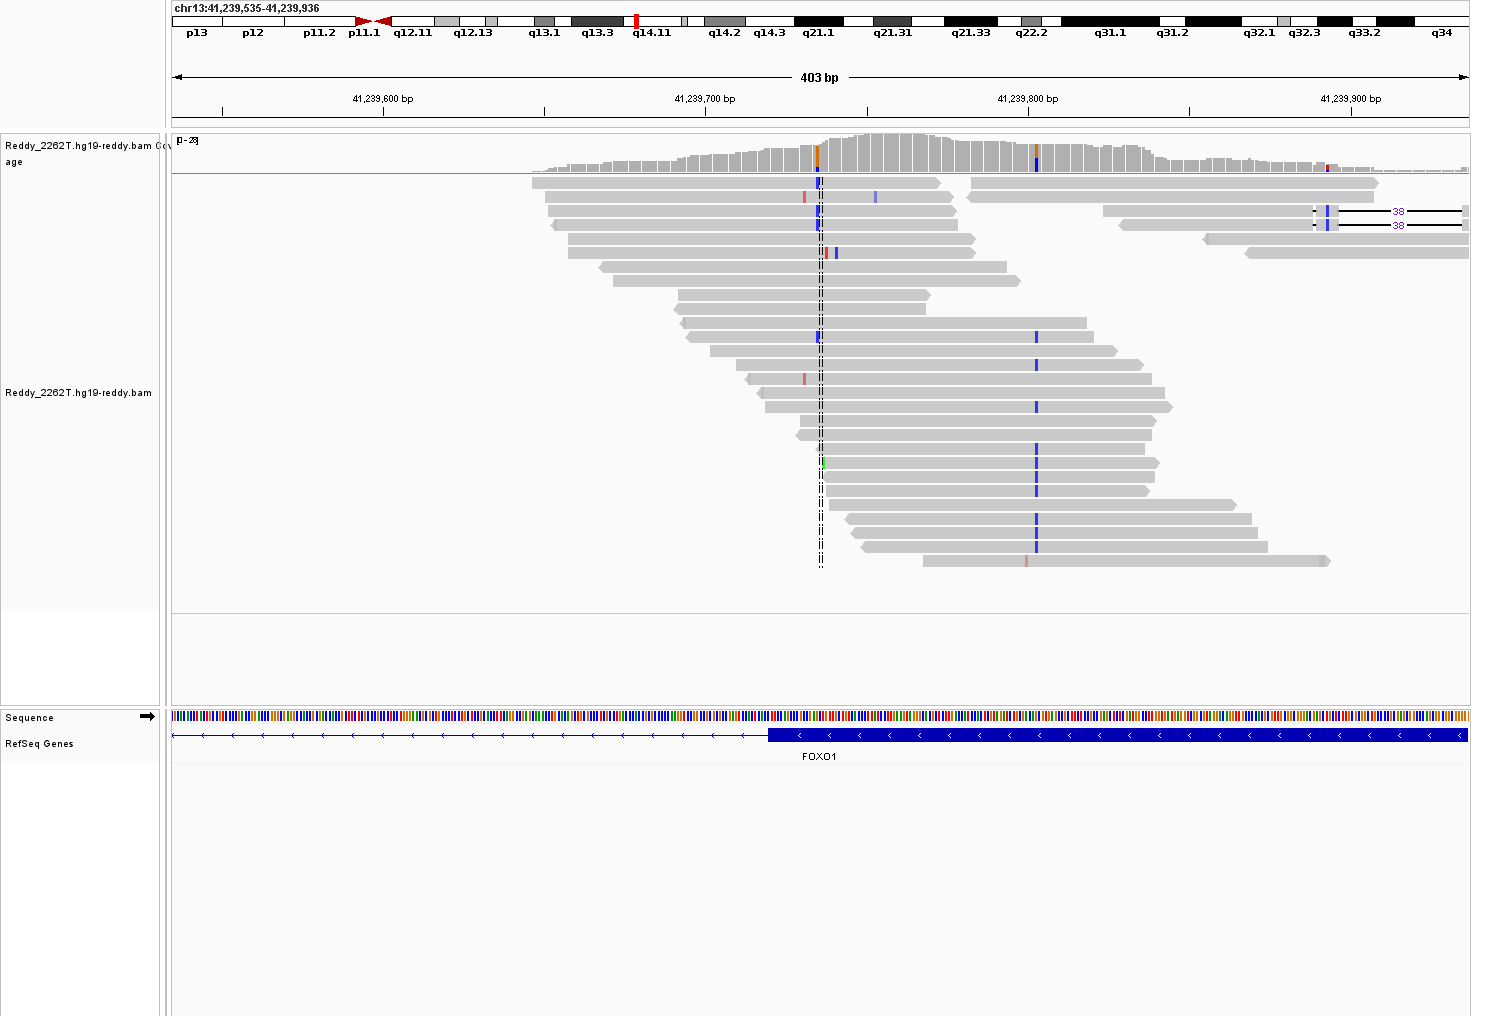 chr13:41,239,535-41,239,936
p13 p12 p11.2 p11.1 q12.11 q12.13 q13.1 q13.3 q14.11 q14.2 q14.3 q21.1 q21.31 q21.33 q22.2 q31.1 q31.2 q32.1 q32.3 q33.2 q34
403 bp
41,239,600 bp 41,239,700 bp 41,239,800 bp 41,239,900 bp
Reddy_2262T.hg19-reddy.bam Cov
age
[0-28]
38
38
Reddy_2262T.hg19-reddy.bam
Sequence
RefSeq Genes
FOXO1